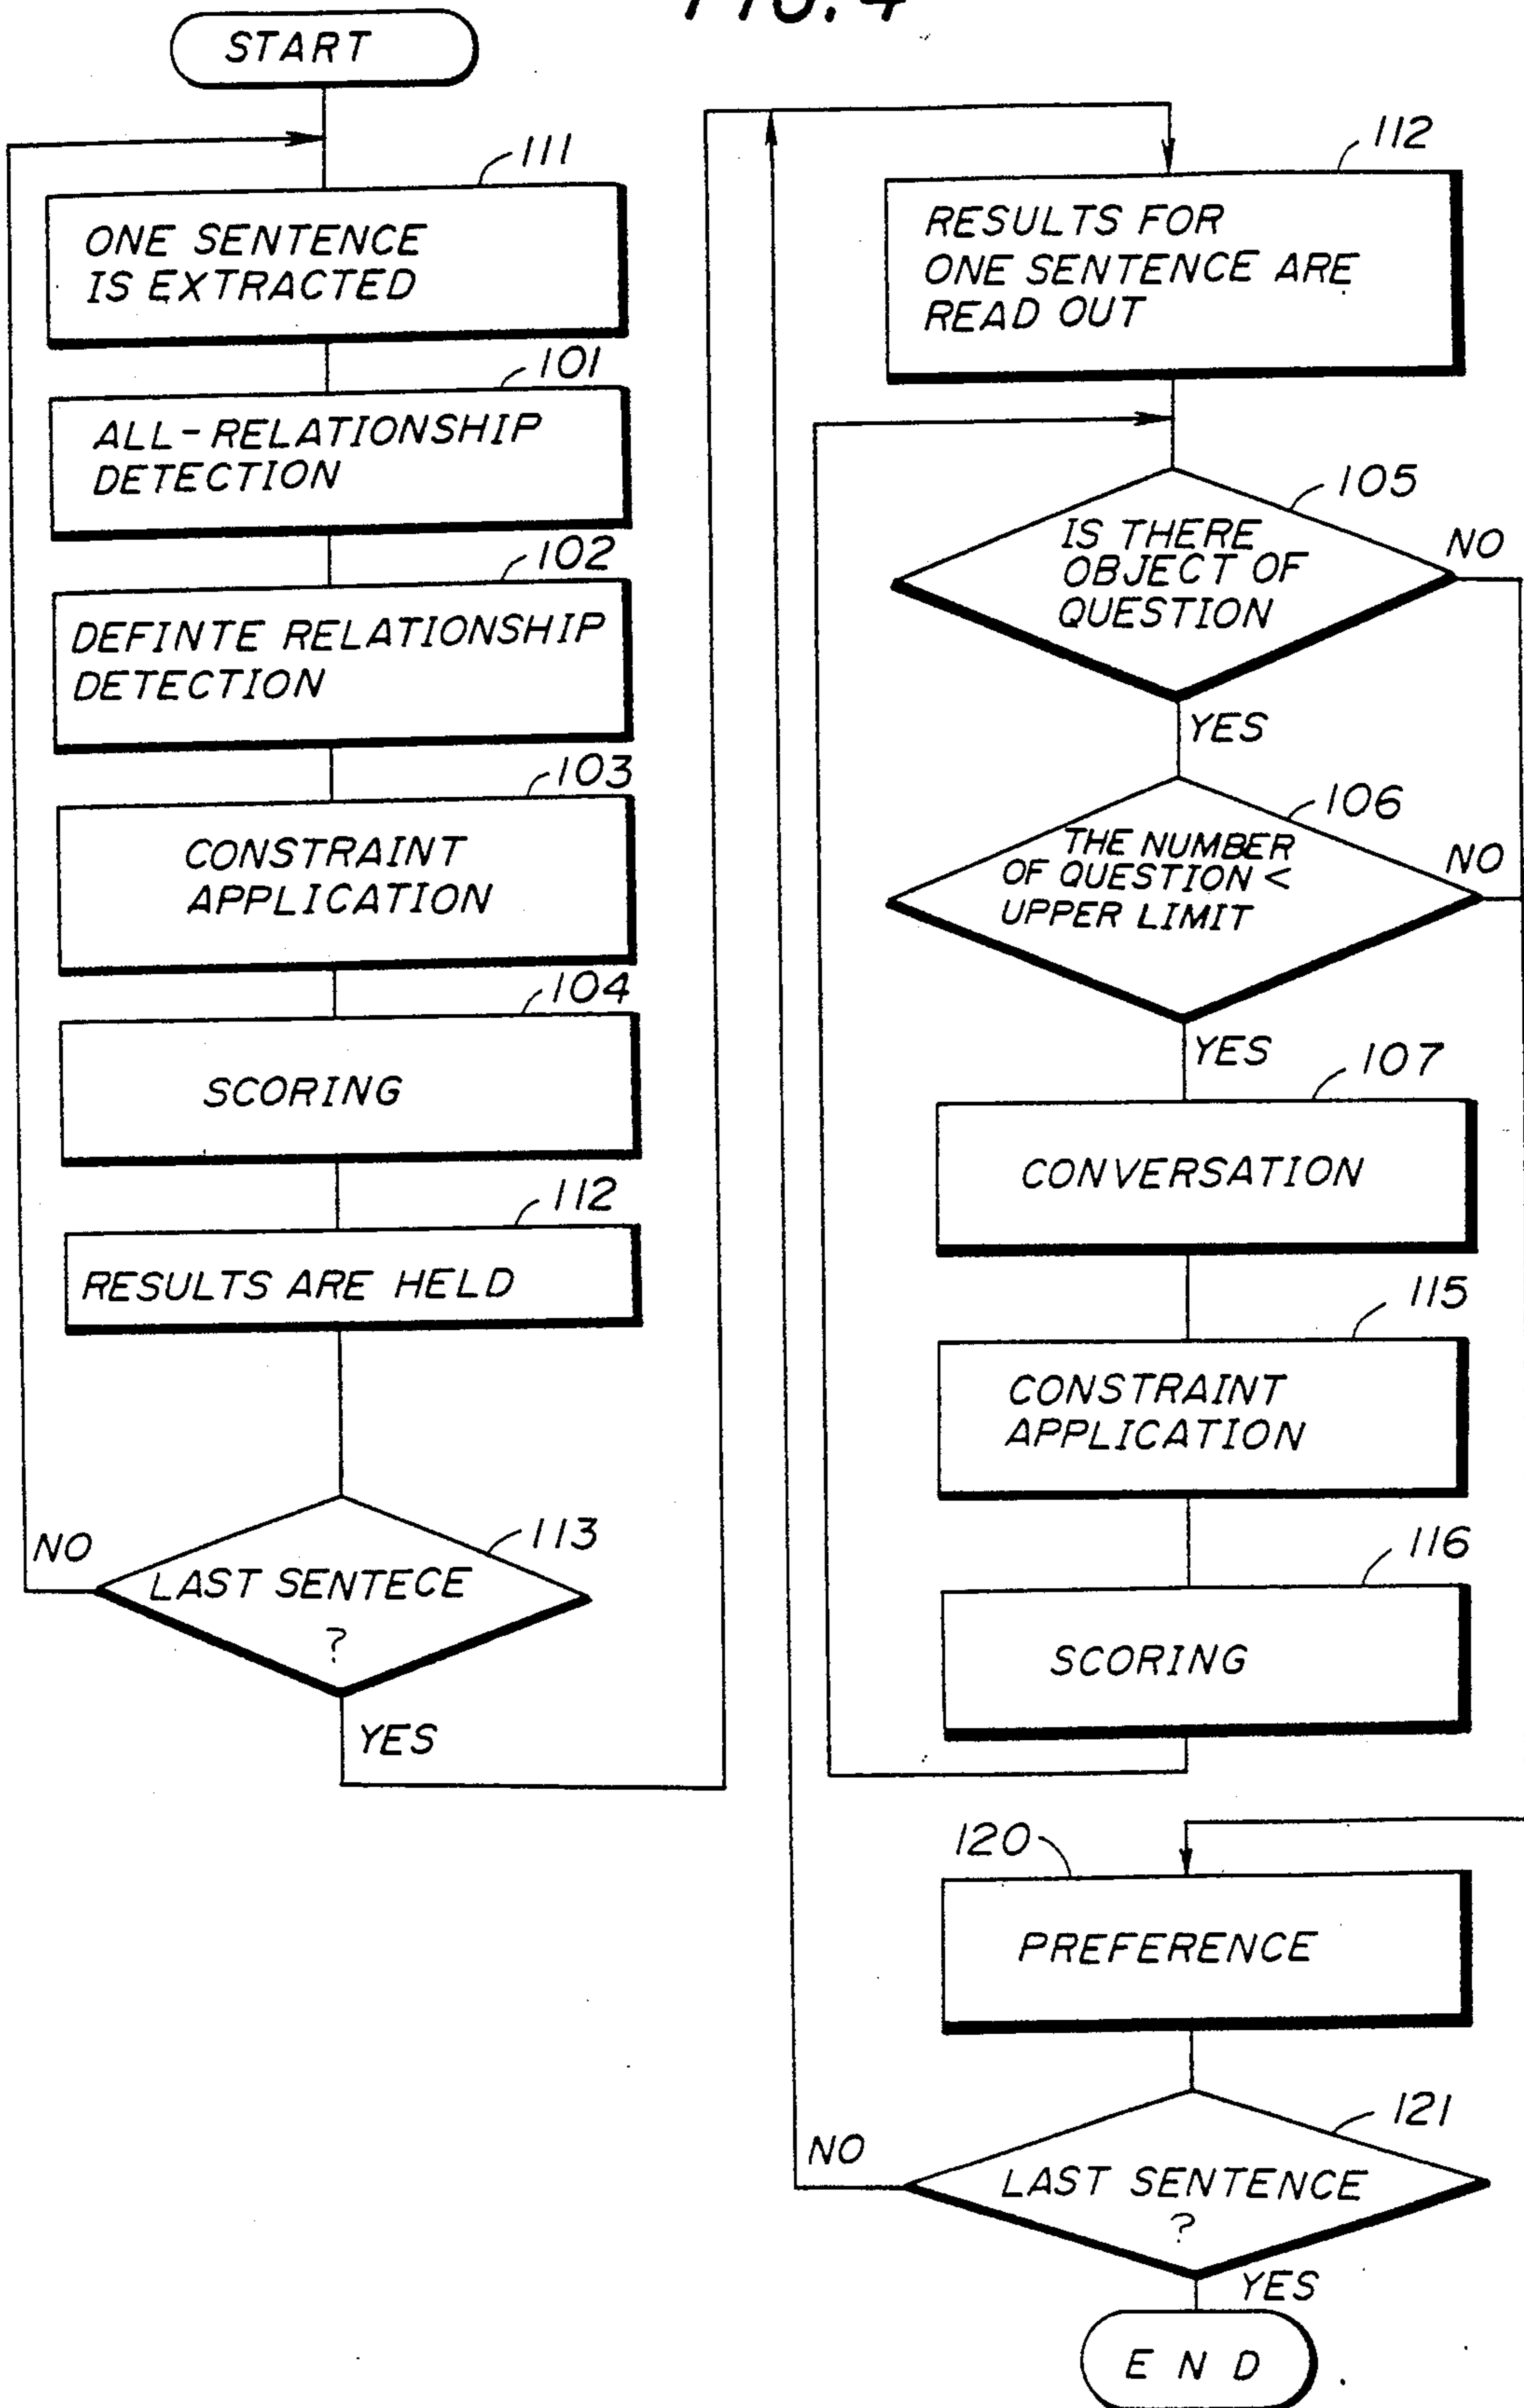 FIG. 4
START
111
ONE SENTENCE
IS EXTRACTED
101
ALL-RELATIONSHIP
DETECTION
102
DEFINTE RELATIONSHIP
DETECTION
103
CONSTRAINT
APPLICATION
104
SCORING
112
RESULTS ARE HELD
113
NO
LAST SENTECE
?
YES
112
RESULTS FOR
ONE SENTENCE ARE
READ OUT
105
IS THERE
OBJECT OF
QUESTION
NO
YES
106
THE NUMBER
OF QUESTION <
UPPER LIMIT
NO
YES
107
CONVERSATION
115
CONSTRAINT
APPLICATION
116
SCORING
120
PREFERENCE
121
NO
LAST SENTENCE
?
YES
END